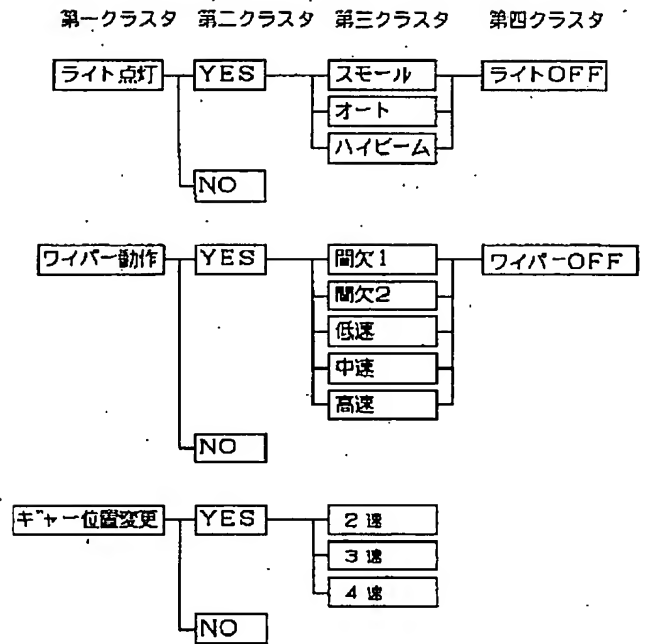 第一クラスタ 第二クラスタ 第三クラスタ 第四クラスタ
ライト点灯 YES スモール ライトOFF
オート
ハイビーム
NO
ワイパー動作 YES 間欠1 ワイパーOFF
間欠2
低速
中速
高速
NO
ギャー位置変更 YES 2速
3速
4速
NO